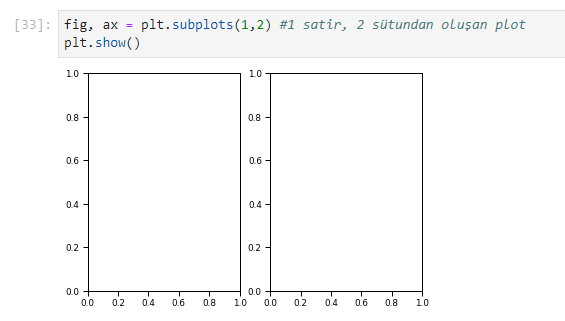 [33]: fig, ax = plt.subplots(1,2) #1 satir, 2 sütundan oluşan plot
plt.show()
1.0 1.0
0.8 0.8
0.6 0.6
0.4 0.4
0.2 0.2
0.0 0.0
0.0 0.2 0.4 0.6 0.8 1.0 0.0 0.2 0.4 0.6 0.8 1.0